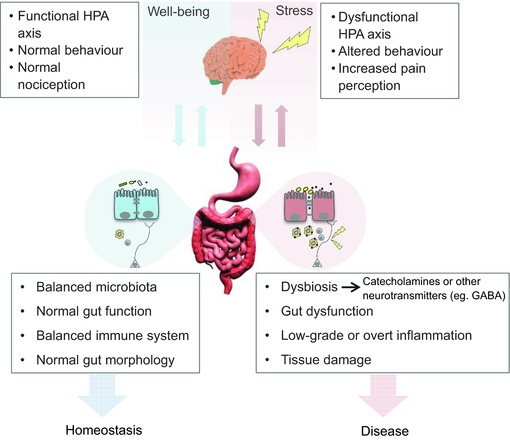 • Functional HPA
axis
• Normal behaviour
• Normal
nociception
Well-being
Stress
• Dysfunctional
HPA axis
• Altered behaviour
• Increased pain
perception
• Balanced microbiota
• Normal gut function
• Balanced immune system
• Normal gut morphology
• Dysbiosis → Catecholamines or other
neurotransmitters (eg. GABA)
• Gut dysfunction
• Low-grade or overt inflammation
• Tissue damage
Homeostasis
Disease